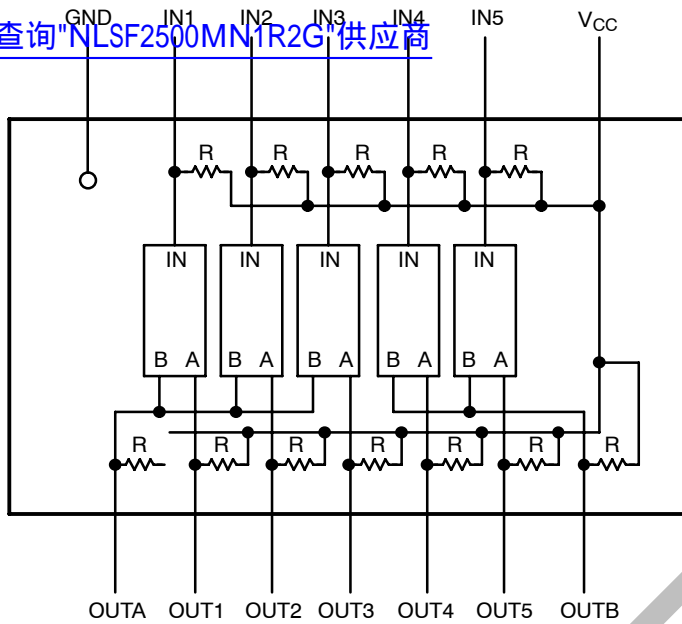 GND IN1 IN2 IN3 IN4 IN5 VCC
查询"NLSF2500MN1R2G"供应商
R R R R R
IN IN IN IN IN
B A B A B A B A B A
R R R R R R R
OUTA OUT1 OUT2 OUT3 OUT4 OUT5 OUTB